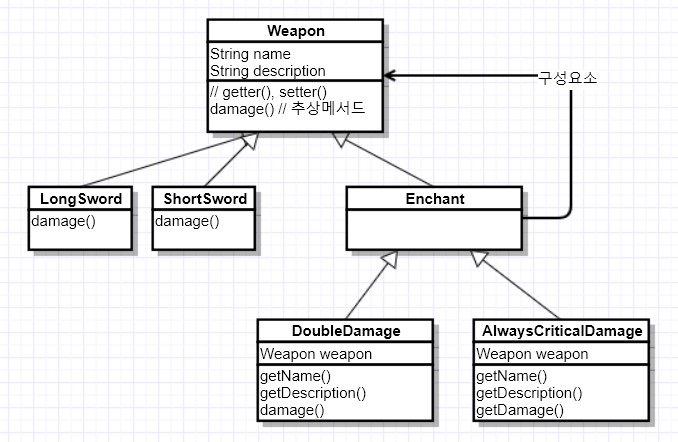 Weapon
String name
String description
// getter(), setter()
damage() // 추상메서드
구성요소
LongSword
damage()
ShortSword
damage()
Enchant
DoubleDamage
Weapon weapon
getName()
getDescription()
damage()
AlwaysCriticalDamage
Weapon weapon
getName()
getDescription()
getDamage()